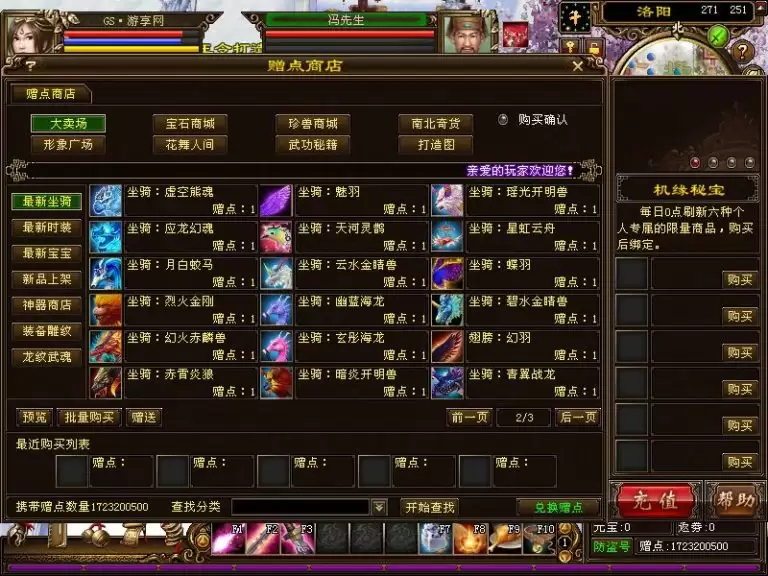 GS·游享网
冯先生
洛阳
271 251
北
?
赠点商店
赠点商店
大卖场
宝石商城
珍兽商城
南北奇货
购买确认
形象广场
花舞人间
武功秘籍
打造图
亲爱的玩家欢迎您!
最新坐骑
最新时装
最新宝宝
新品上架
神器商店
装备雕纹
龙纹武魂
坐骑：虚空能魂
赠点：1
坐骑：魅羽
赠点：1
坐骑：瑶光开明兽
赠点：1
坐骑：应龙幻魂
赠点：1
坐骑：天河灵鹊
赠点：1
坐骑：星虹云舟
赠点：1
坐骑：月白蛟马
赠点：1
坐骑：云水金睛兽
赠点：1
坐骑：蝶羽
赠点：1
坐骑：烈火金刚
赠点：1
坐骑：幽蓝海龙
赠点：1
坐骑：碧水金睛兽
赠点：1
坐骑：幻火赤麟兽
赠点：1
坐骑：玄彤海龙
赠点：1
翅膀：幻羽
赠点：1
坐骑：赤霄炎狼
赠点：1
坐骑：暗炎开明兽
赠点：1
坐骑：青翼战龙
赠点：1
预览
批量购买
赠送
前一页
2/3
后一页
最近购买列表
赠点：
赠点：
赠点：
赠点：
赠点：
携带赠点数量1723200500
查找分类
开始查找
兑换赠点
机缘秘宝
每日0点刷新六种个
人专属的限量商品，购买
后绑定。
购买
购买
购买
购买
购买
购买
充值
帮助
F1
F2
F3
F7
F8
F9
F10
1
元宝:0
返券:0
防盗号
赠点:1723200500